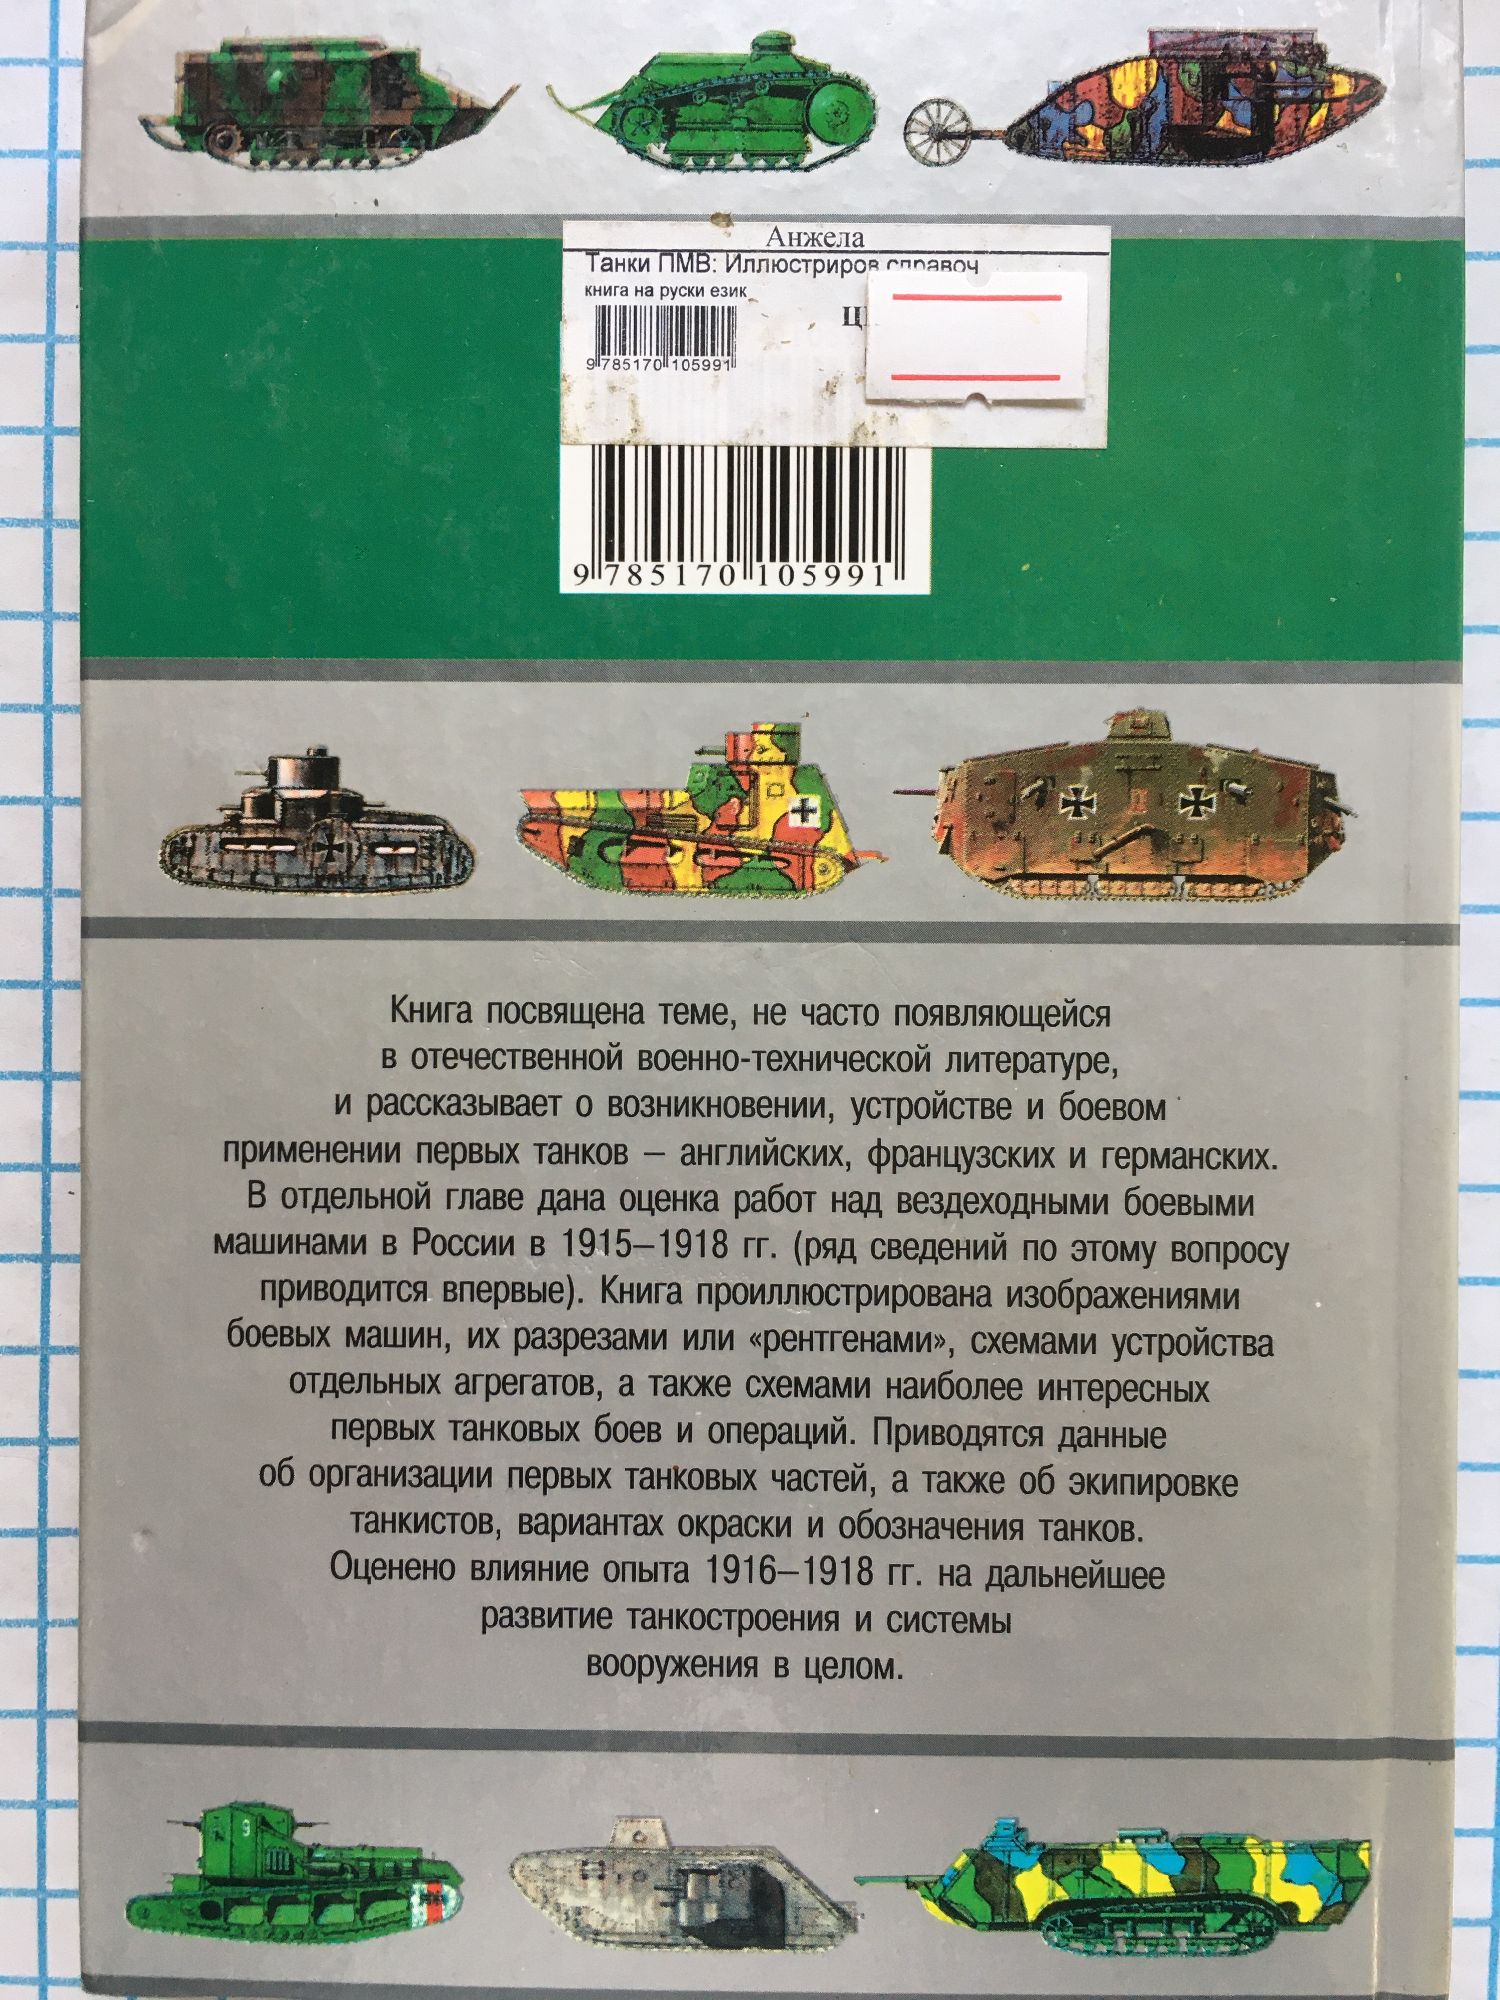 Анжела
Танки ПМВ: Иллюстриров справоч
книга на руски език
9 785170 105991
9 785170 105991
Книга посвящена теме, не часто появляющейся
в отечественной военно-технической литературе,
и рассказывает о возникновении, устройстве и боевом
применении первых танков – английских, французских и германских.
В отдельной главе дана оценка работ над вездеходными боевыми
машинами в России в 1915–1918 гг. (ряд сведений по этому вопросу
приводится впервые). Книга проиллюстрирована изображениями
боевых машин, их разрезами или «рентгенами», схемами устройства
отдельных агрегатов, а также схемами наиболее интересных
первых танковых боев и операций. Приводятся данные
об организации первых танковых частей, а также об экипировке
танкистов, вариантах окраски и обозначения танков.
Оценено влияние опыта 1916–1918 гг. на дальнейшее
развитие танкостроения и системы
вооружения в целом.
9